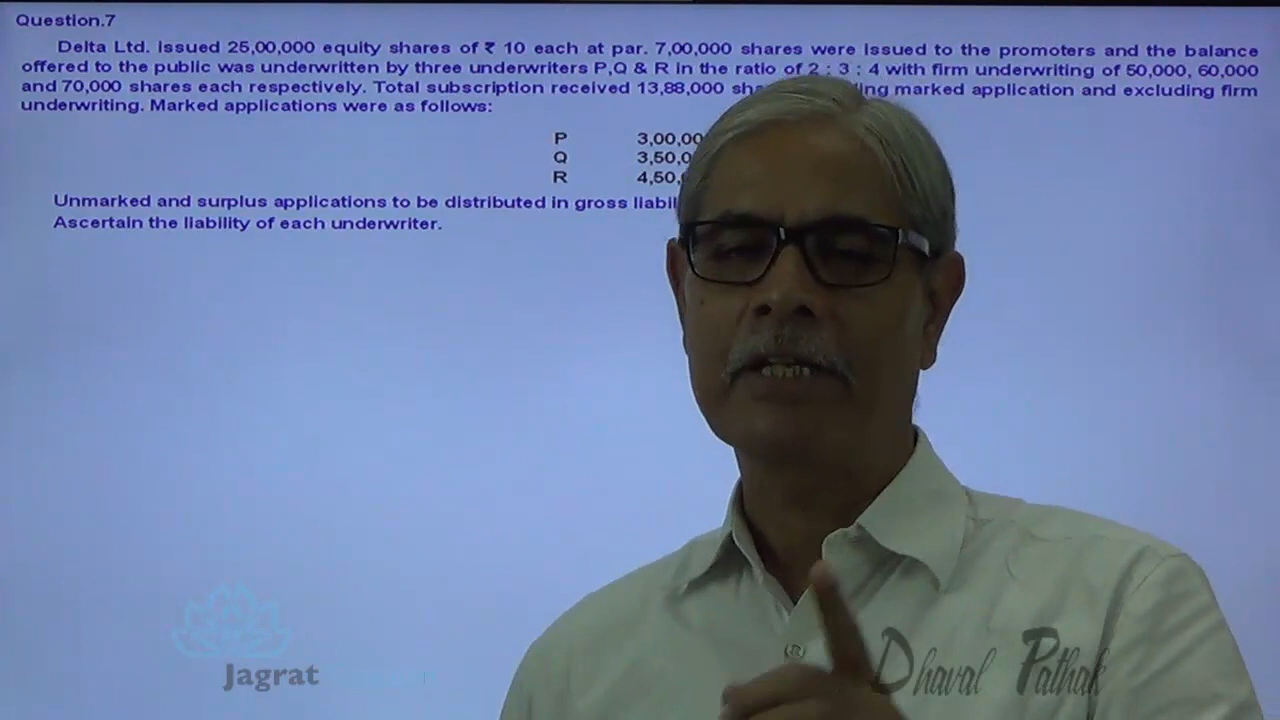 Question.7
Delta Ltd. issued 25,00,000 equity shares of ₹ 10 each at par. 7,00,000 shares were issued to the promoters and the balance
offered to the public was underwritten by three underwriters P,Q & R in the ratio of 2 : 3 : 4 with firm underwriting of 50,000, 60,000
and 70,000 shares each respectively. Total subscription received 13,88,000 marked application and excluding firm
underwriting. Marked applications were as follows:
P 3,00,00
Q 3,50,0
R 4,50,
Unmarked and surplus applications to be distributed in gross
Ascertain the liability of each underwriter.
Jagrat
(R)
Dhaval Pathak